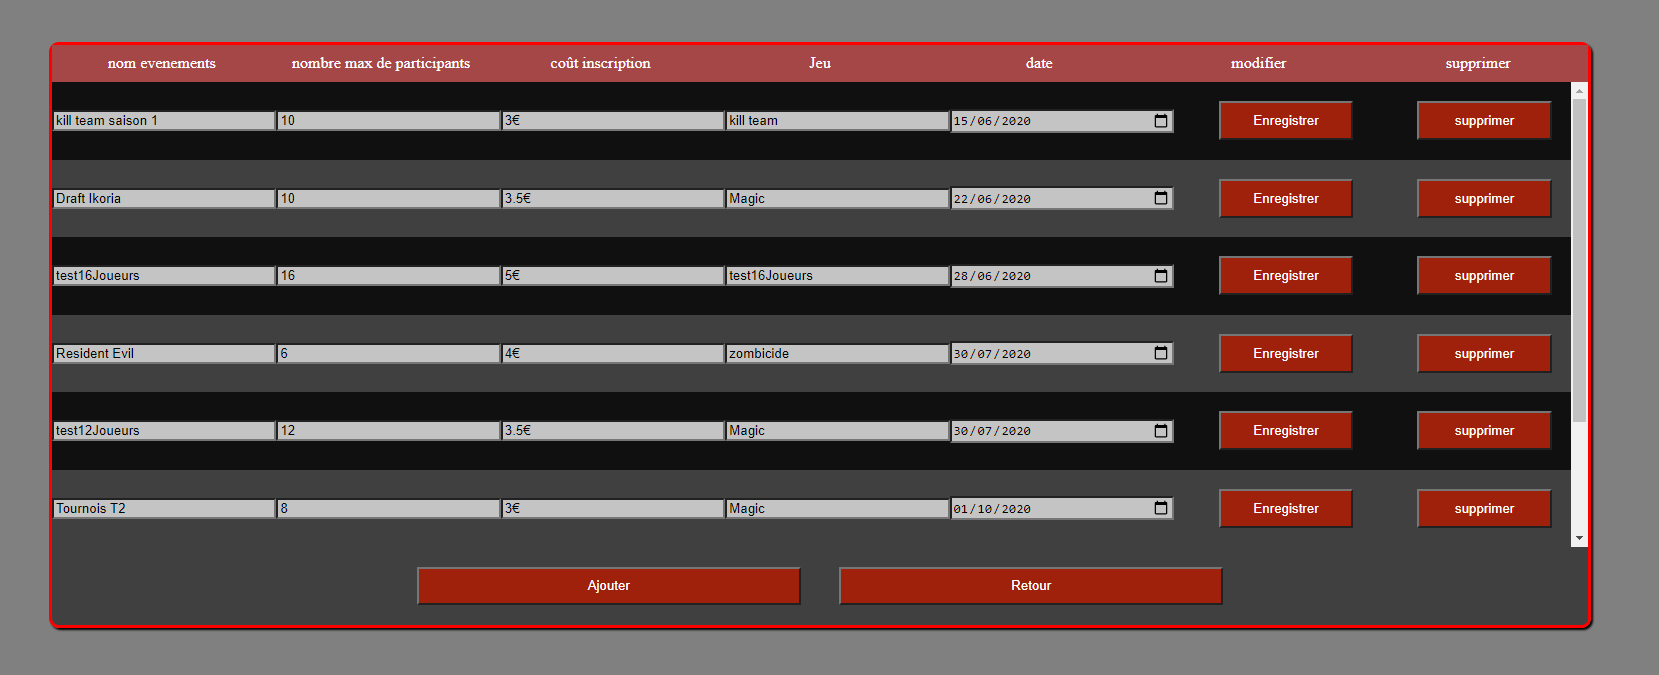 nom evenements nombre max de participants coût inscription Jeu date modifier supprimer
kill team saison 1 10 3€ kill team 15/06/2020 Enregistrer supprimer
Draft Ikoria 10 3.5€ Magic 22/06/2020 Enregistrer supprimer
test16Joueurs 16 5€ test16Joueurs 28/06/2020 Enregistrer supprimer
Resident Evil 6 4€ zombicide 30/07/2020 Enregistrer supprimer
test12Joueurs 12 3.5€ Magic 30/07/2020 Enregistrer supprimer
Tournois T2 8 3€ Magic 01/10/2020 Enregistrer supprimer
Ajouter Retour